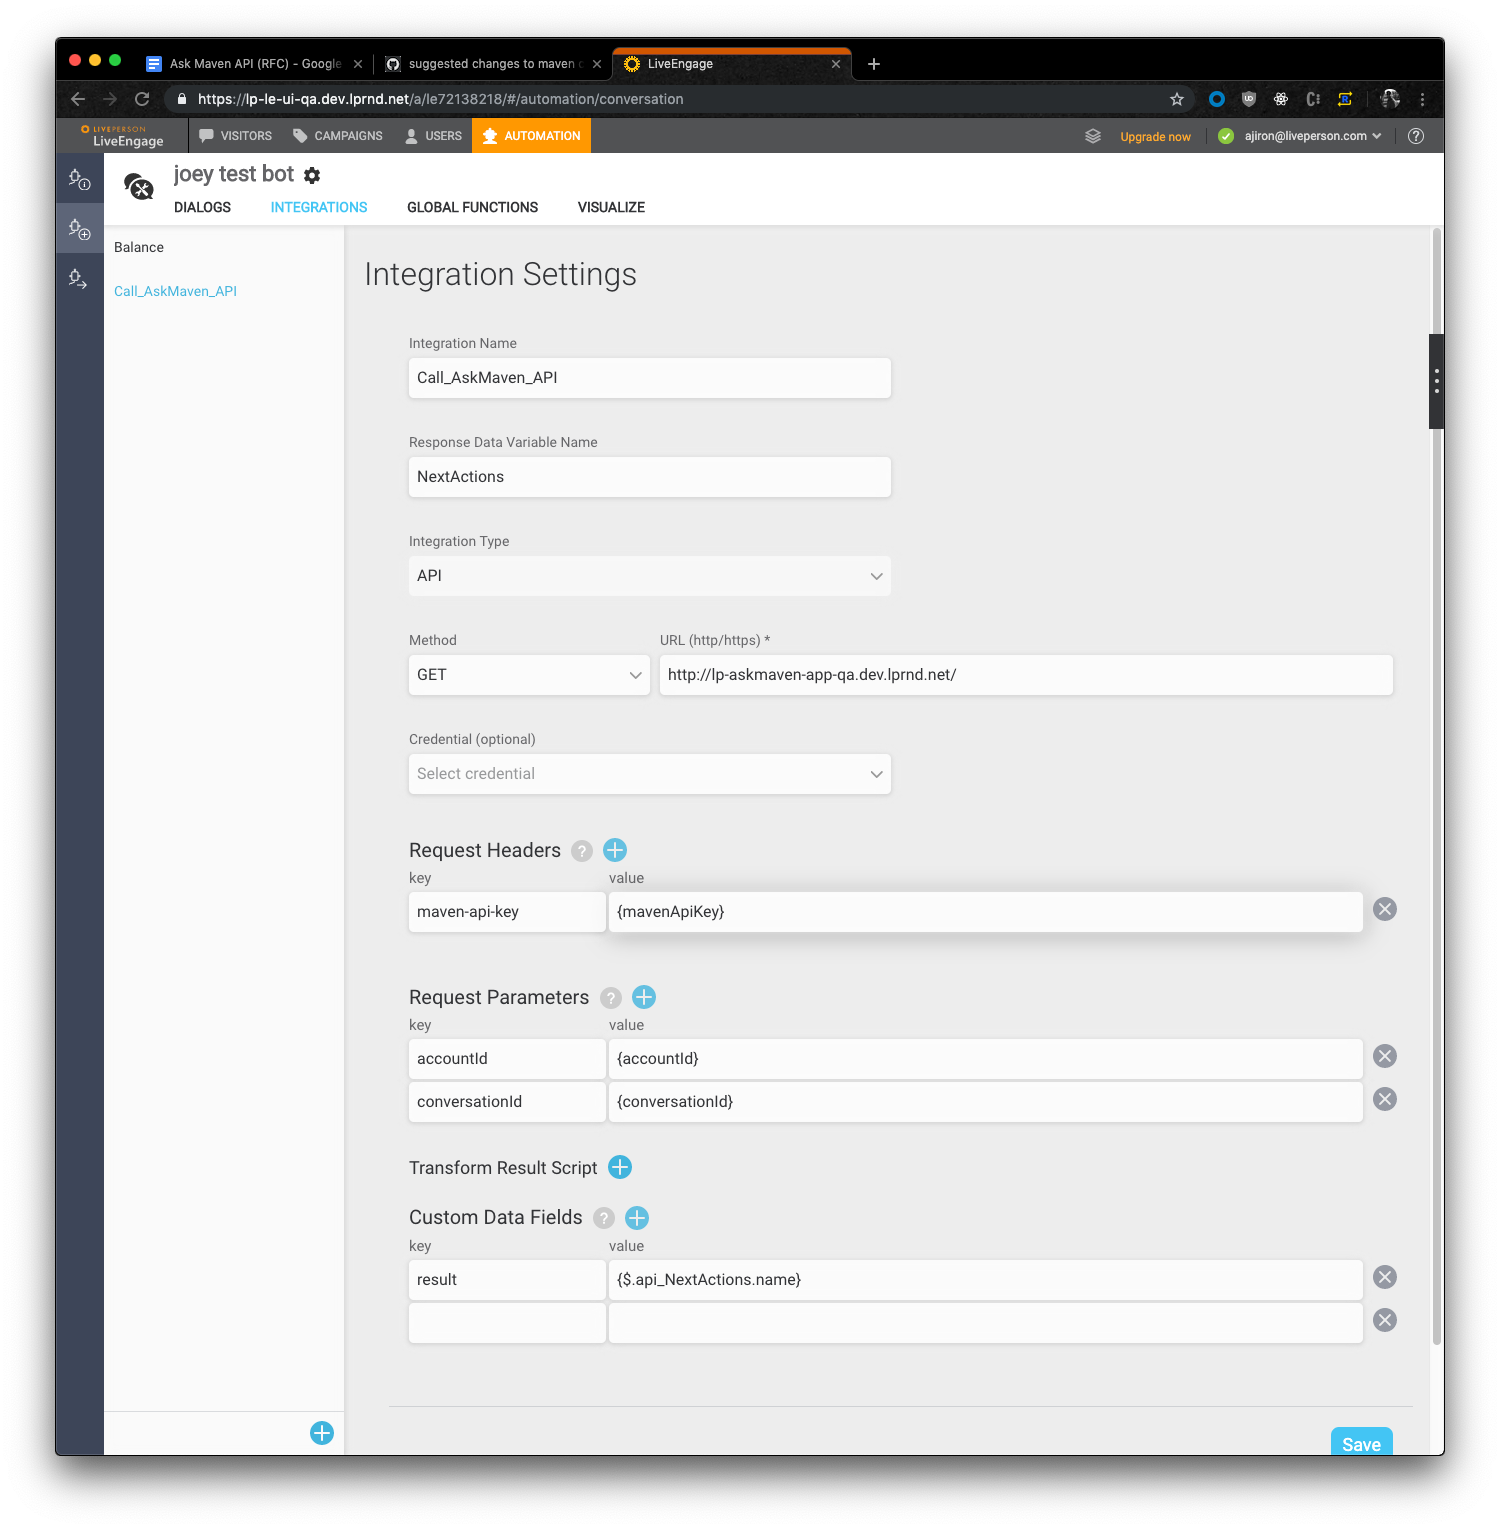 Ask Maven API (RFC) - Google
suggested changes to maven
LiveEngage
https://lp-le-ui-qa.dev.lprnd.net/a/le72138218/#/automation/conversation
LIVEPERSON
LiveEngage
VISITORS
CAMPAIGNS
USERS
AUTOMATION
Upgrade now
ajiron@liveperson.com
joey test bot
DIALOGS
INTEGRATIONS
GLOBAL FUNCTIONS
VISUALIZE
Balance
Call_AskMaven_API
Integration Settings
Integration Name
Call_AskMaven_API
Response Data Variable Name
NextActions
Integration Type
API
Method
URL (http/https) *
GET
http://lp-askmaven-app-qa.dev.lprnd.net/
Credential (optional)
Select credential
Request Headers ?
key value
maven-api-key {mavenApiKey}
Request Parameters ?
key value
accountId {accountId}
conversationId {conversationId}
Transform Result Script
Custom Data Fields ?
key value
result {$.api_NextActions.name}
Save